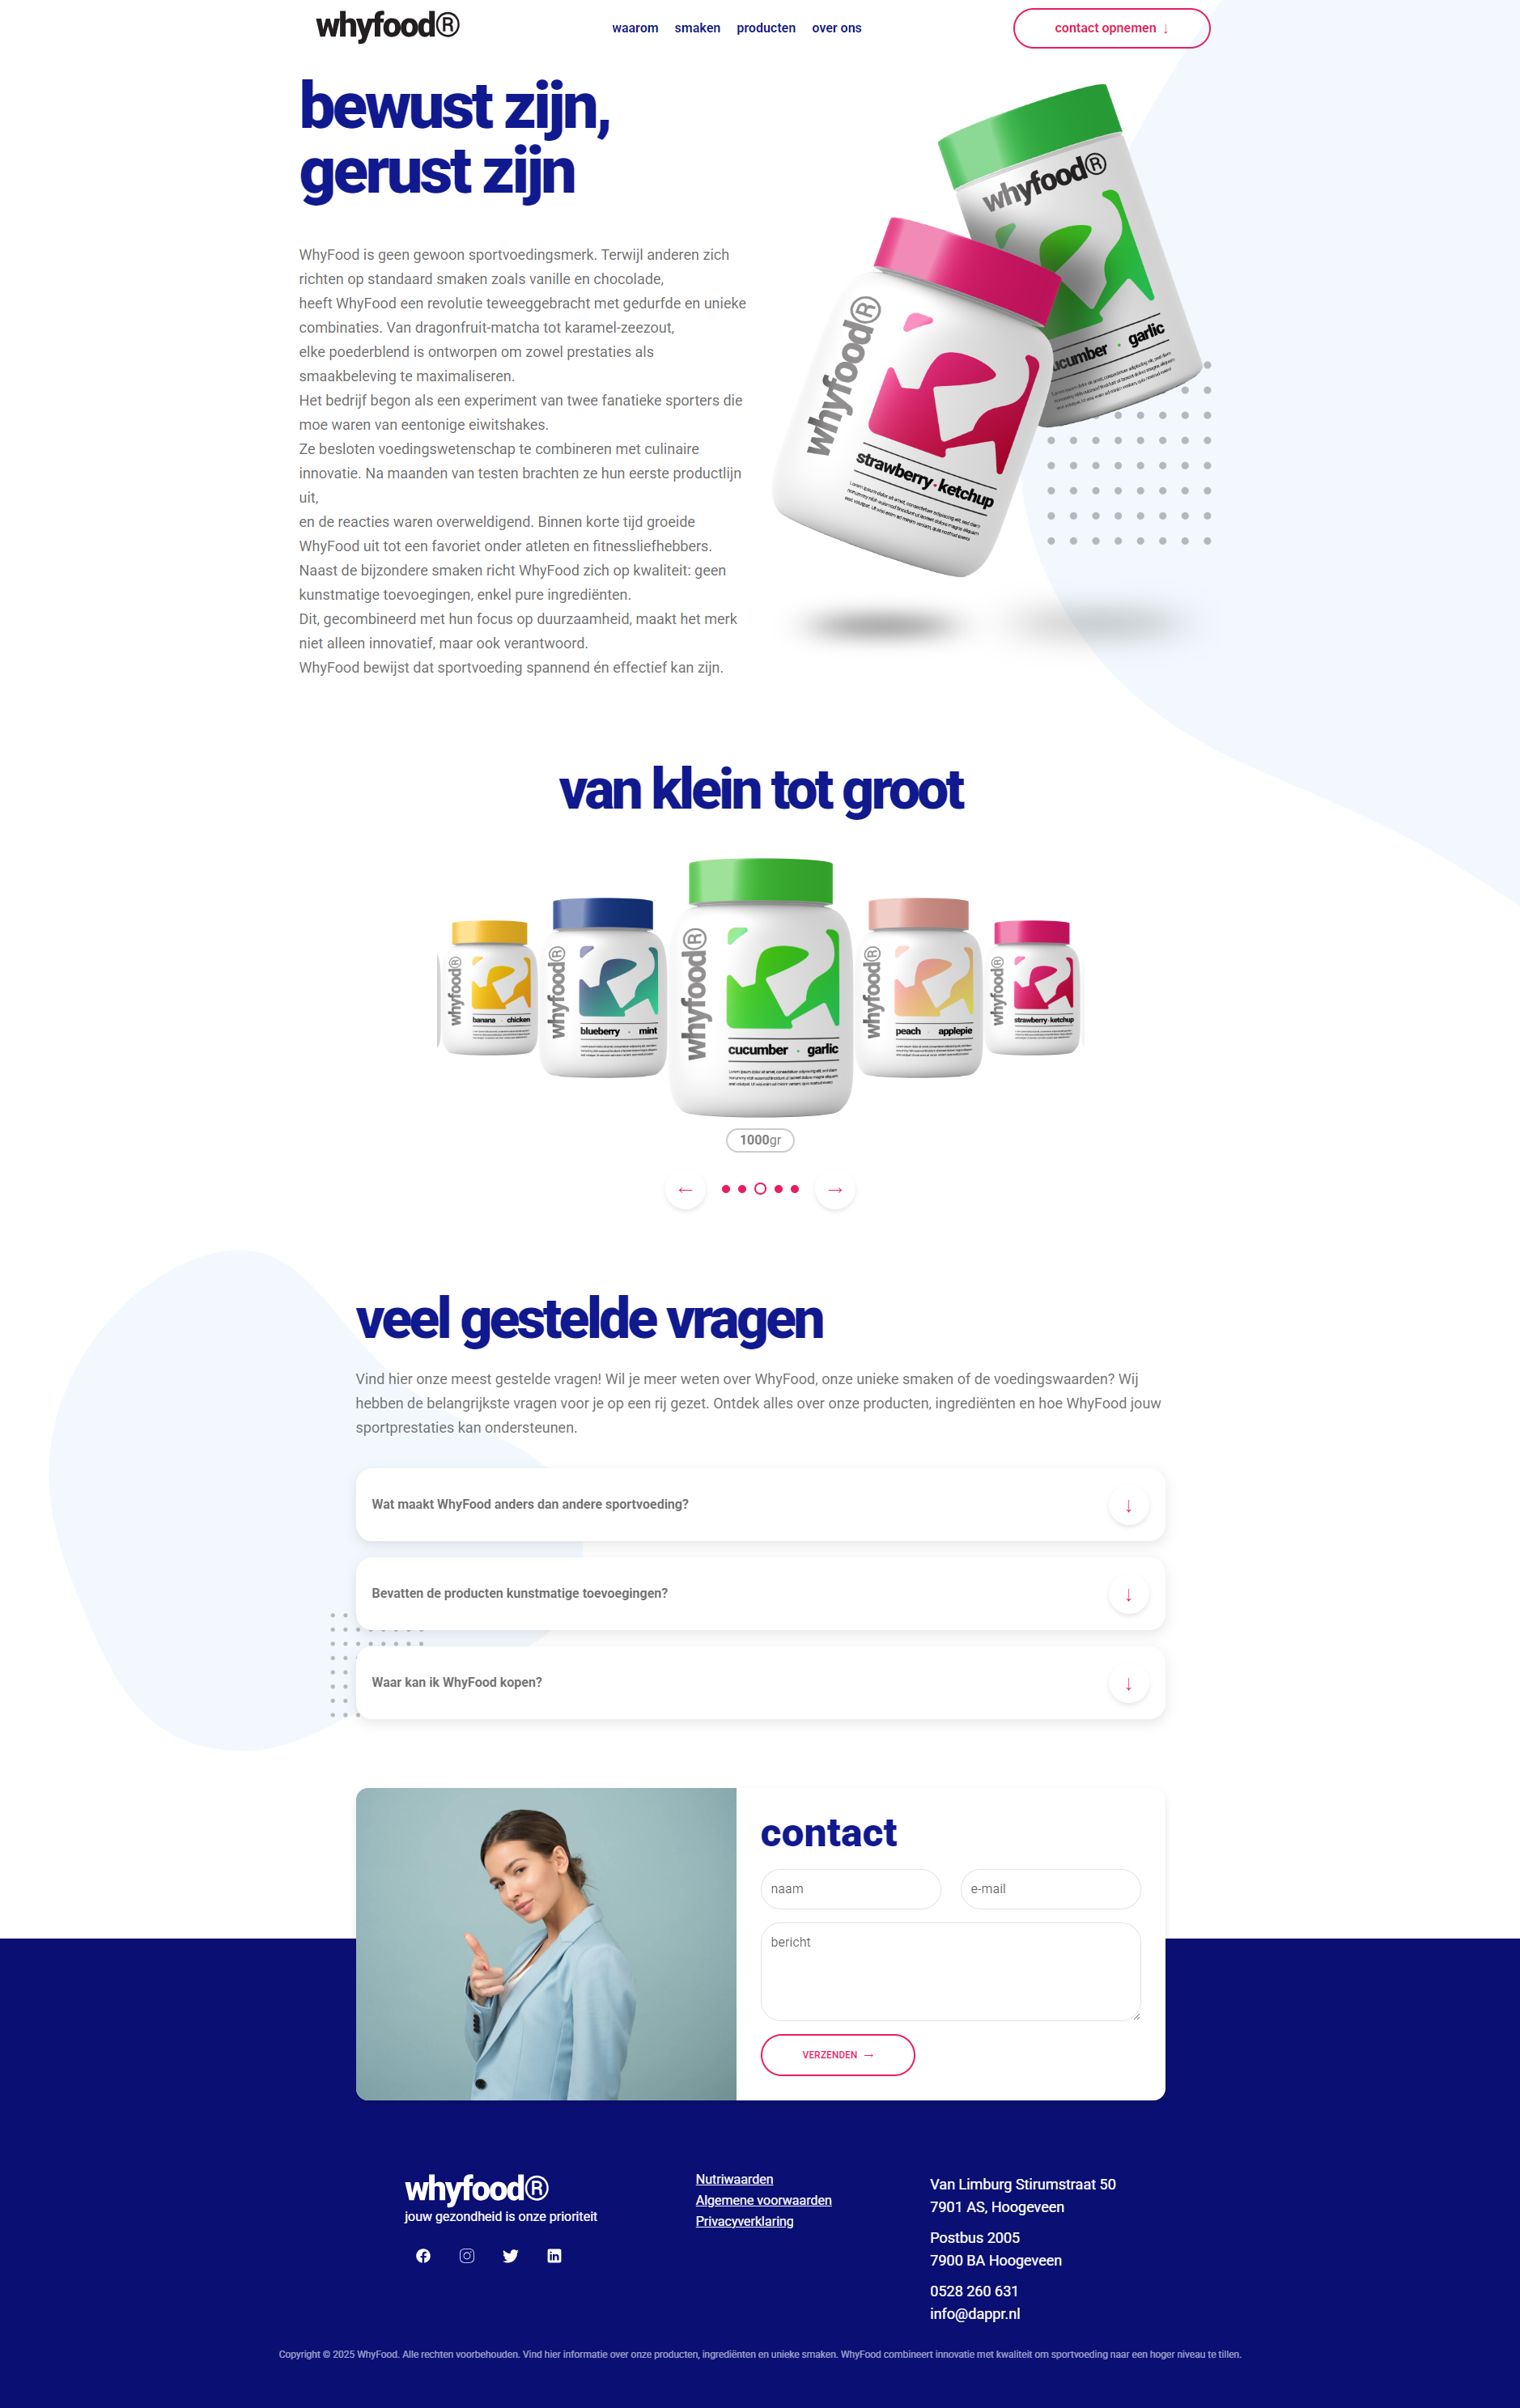 whyfood®
waarom smaken producten over ons
contact opnemen ↓
bewust zijn,
gerust zijn
WhyFood is geen gewoon sportvoedingsmerk. Terwijl anderen zich
richten op standaard smaken zoals vanille en chocolade,
heeft WhyFood een revolutie teweeggebracht met gedurfde en unieke
combinaties. Van dragonfruit-matcha tot karamel-zeezout,
elke poederblend is ontworpen om zowel prestaties als
smaakbeleving te maximaliseren.
Het bedrijf begon als een experiment van twee fanatieke sporters die
moe waren van eentonige eiwitshakes.
Ze besloten voedingswetenschap te combineren met culinaire
innovatie. Na maanden van testen brachten ze hun eerste productlijn
uit,
en de reacties waren overweldigend. Binnen korte tijd groeide
WhyFood uit tot een favoriet onder atleten en fitnessliefhebbers.
Naast de bijzondere smaken richt WhyFood zich op kwaliteit: geen
kunstmatige toevoegingen, enkel pure ingrediënten.
Dit, gecombineerd met hun focus op duurzaamheid, maakt het merk
niet alleen innovatief, maar ook verantwoord.
WhyFood bewijst dat sportvoeding spannend én effectief kan zijn.
whyfood®
garlic
whyfood®
strawberry · ketchup
van klein tot groot
whyfood®
banana · chicken
whyfood®
blueberry · mint
whyfood®
cucumber · garlic
whyfood®
peach · applepie
whyfood®
strawberry · ketchup
1000gr
← →
veel gestelde vragen
Vind hier onze meest gestelde vragen! Wil je meer weten over WhyFood, onze unieke smaken of de voedingswaarden? Wij
hebben de belangrijkste vragen voor je op een rij gezet. Ontdek alles over onze producten, ingrediënten en hoe WhyFood jouw
sportprestaties kan ondersteunen.
Wat maakt WhyFood anders dan andere sportvoeding? ↓
Bevatten de producten kunstmatige toevoegingen? ↓
Waar kan ik WhyFood kopen? ↓
contact
naam e-mail
bericht
VERZENDEN →
whyfood®
jouw gezondheid is onze prioriteit
Nutriwaarden
Algemene voorwaarden
Privacyverklaring
Van Limburg Stirumstraat 50
7901 AS, Hoogeveen
Postbus 2005
7900 BA Hoogeveen
0528 260 631
info@dappr.nl
Copyright © 2025 WhyFood. Alle rechten voorbehouden. Vind hier informatie over onze producten, ingrediënten en unieke smaken. WhyFood combineert innovatie met kwaliteit om sportvoeding naar een hoger niveau te tillen.